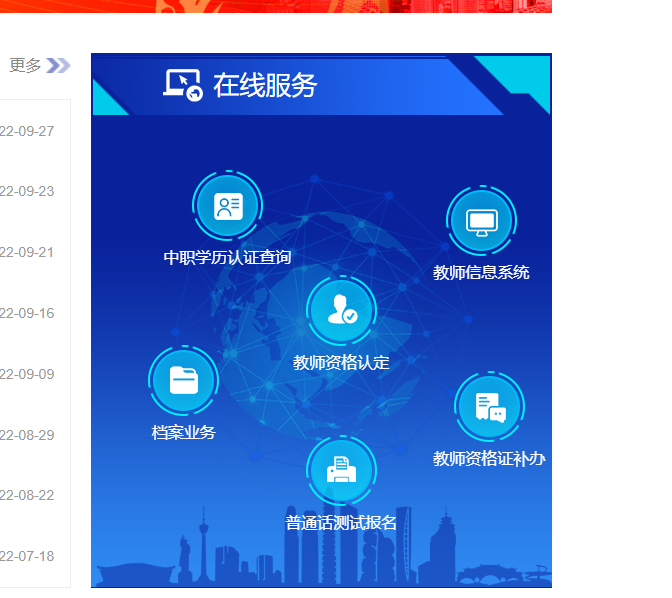 更多
22-09-27
22-09-23
22-09-21
22-09-16
22-09-09
22-08-29
22-08-22
22-07-18
在线服务
中职学历认证查询
教师信息系统
教师资格认定
档案业务
教师资格证补办
普通话测试报名